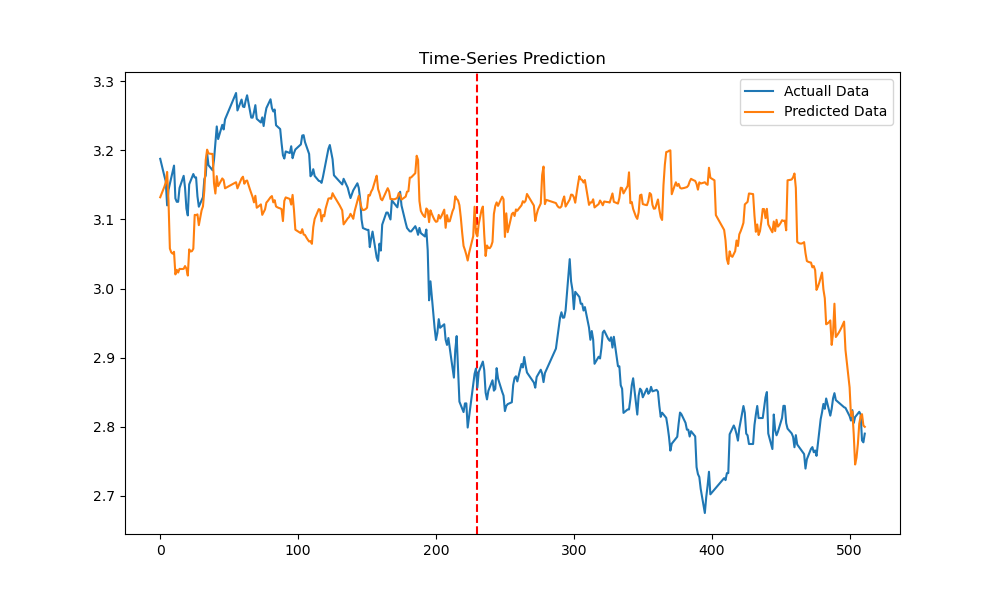 Time-Series Prediction
Actuall Data
Predicted Data
3.3
3.2
3.1
3.0
2.9
2.8
2.7
0 100 200 300 400 500